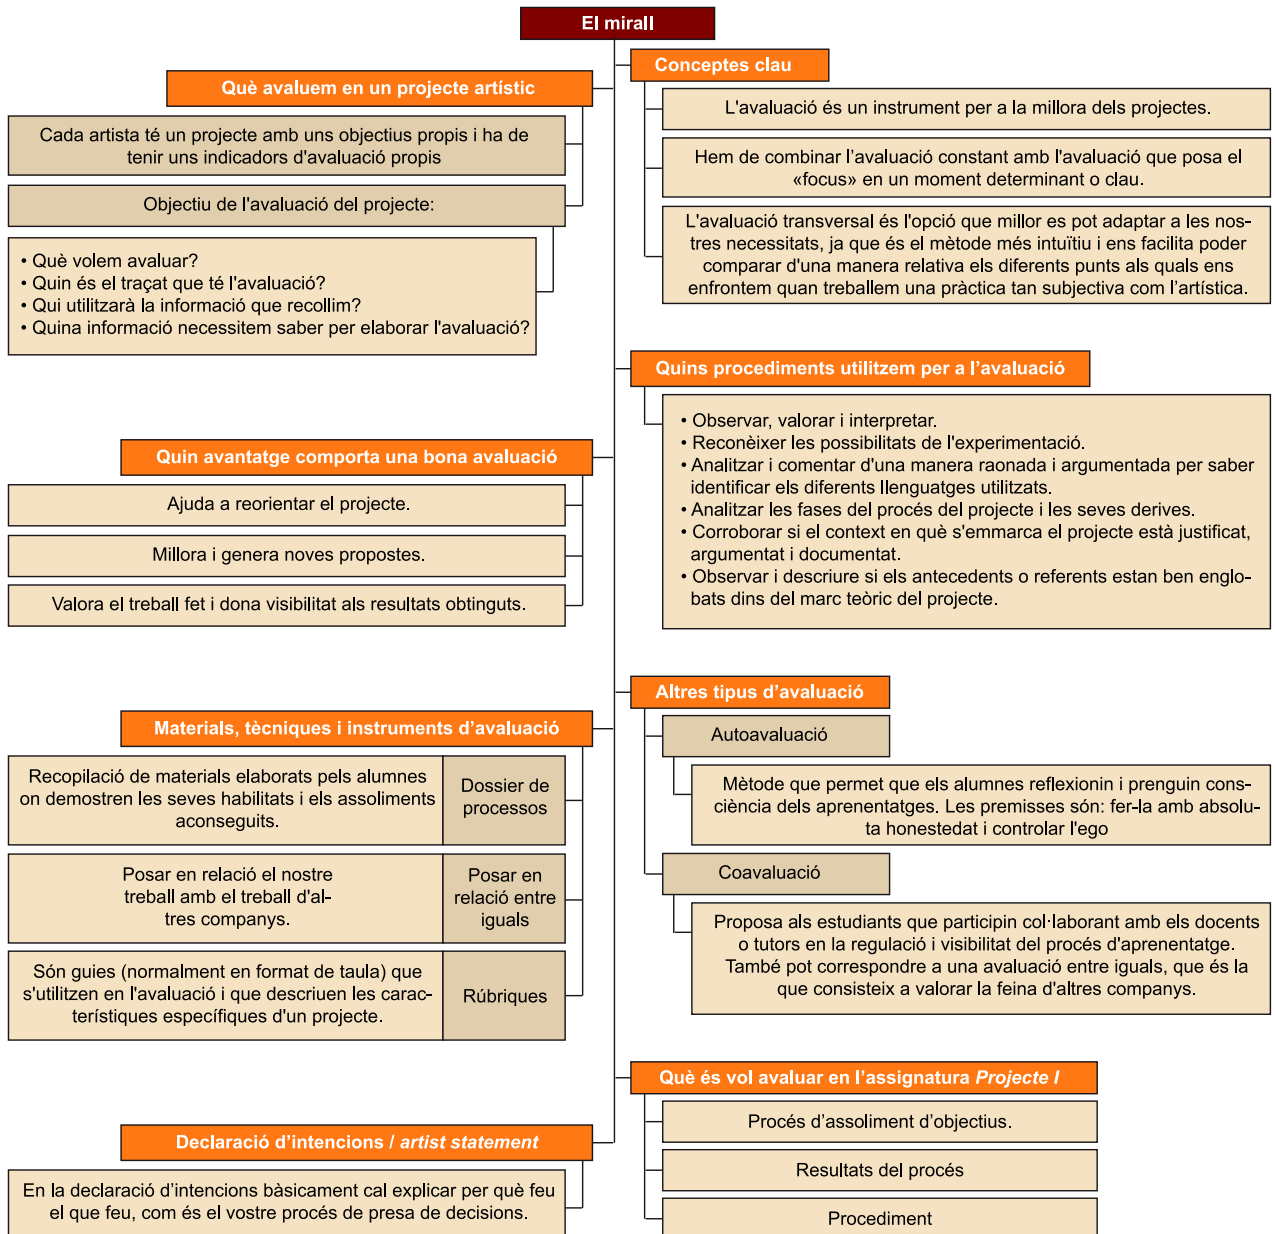 El mirall
Conceptes clau
L'avaluació és un instrument per a la millora dels projectes.
Hem de combinar l’avaluació constant amb l'avaluació que posa el
«focus» en un moment determinant o clau.
L'avaluació transversal és l'opció que millor es pot adaptar a les nos-
tres necessitats, ja que és el mètode més intuïtiu i ens facilita poder
comparar d'una manera relativa els diferents punts als quals ens
enfrontem quan treballem una pràctica tan subjectiva com l’artística.
Què avaluem en un projecte artístic
Cada artista té un projecte amb uns objectius propis i ha de
tenir uns indicadors d'avaluació propis
Objectiu de l'avaluació del projecte:
• Què volem avaluar?
• Quin és el traçat que té l'avaluació?
• Qui utilitzarà la informació que recollim?
• Quina informació necessitem saber per elaborar l'avaluació?
Quins procediments utilitzem per a l’avaluació
• Observar, valorar i interpretar.
• Reconèixer les possibilitats de l'experimentació.
• Analitzar i comentar d'una manera raonada i argumentada per saber
identificar els diferents llenguatges utilitzats.
• Analitzar les fases del procés del projecte i les seves derives.
• Corroborar si el context en què s'emmarca el projecte està justificat,
argumentat i documentat.
• Observar i descriure si els antecedents o referents estan ben englo-
bats dins del marc teòric del projecte.
Quin avantatge comporta una bona avaluació
Ajuda a reorientar el projecte.
Millora i genera noves propostes.
Valora el treball fet i dona visibilitat als resultats obtinguts.
Altres tipus d’avaluació
Autoavaluació
Mètode que permet que els alumnes reflexionin i prenguin cons-
ciència dels aprenentatges. Les premisses són: fer-la amb absolu-
ta honestedat i controlar l'ego
Coavaluació
Proposa als estudiants que participin col·laborant amb els docents
o tutors en la regulació i visibilitat del procés d'aprenentatge.
També pot correspondre a una avaluació entre iguals, que és la
que consisteix a valorar la feina d'altres companys.
Materials, tècniques i instruments d’avaluació
Recopilació de materials elaborats pels alumnes
on demostren les seves habilitats i els assoliments
aconseguits.
Dossier de
processos
Posar en relació el nostre
treball amb el treball d'al-
tres companys.
Posar en
relació entre
iguals
Són guies (normalment en format de taula) que
s'utilitzen en l'avaluació i que descriuen les carac-
terístiques específiques d'un projecte.
Rúbriques
Què és vol avaluar en l’assignatura Projecte I
Procés d’assoliment d’objectius.
Resultats del procés
Procediment
Declaració d’intencions / artist statement
En la declaració d’intencions bàsicament cal explicar per què feu
el que feu, com és el vostre procés de presa de decisions.